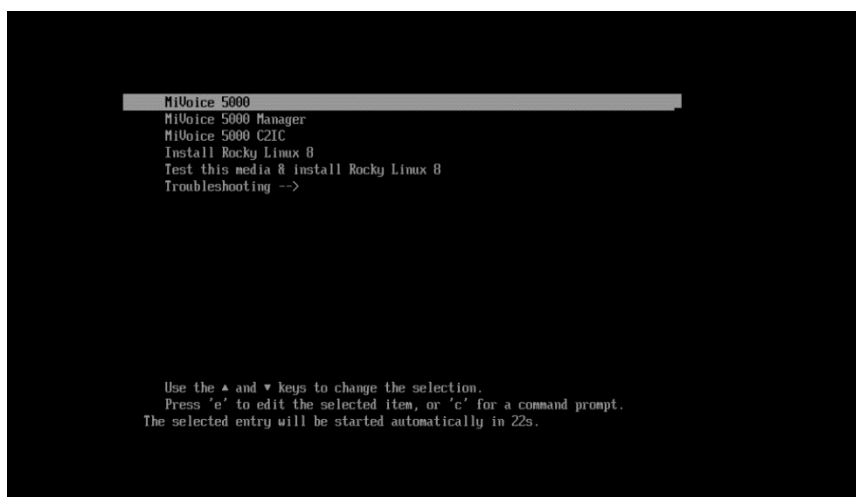 MiVoice 5000
MiVoice 5000 Manager
MiVoice 5000 C2IC
Install Rocky Linux 8
Test this media & install Rocky Linux 8
Troubleshooting -->
Use the ▲ and ▼ keys to change the selection.
Press 'e' to edit the selected item, or 'c' for a command prompt.
The selected entry will be started automatically in 22s.